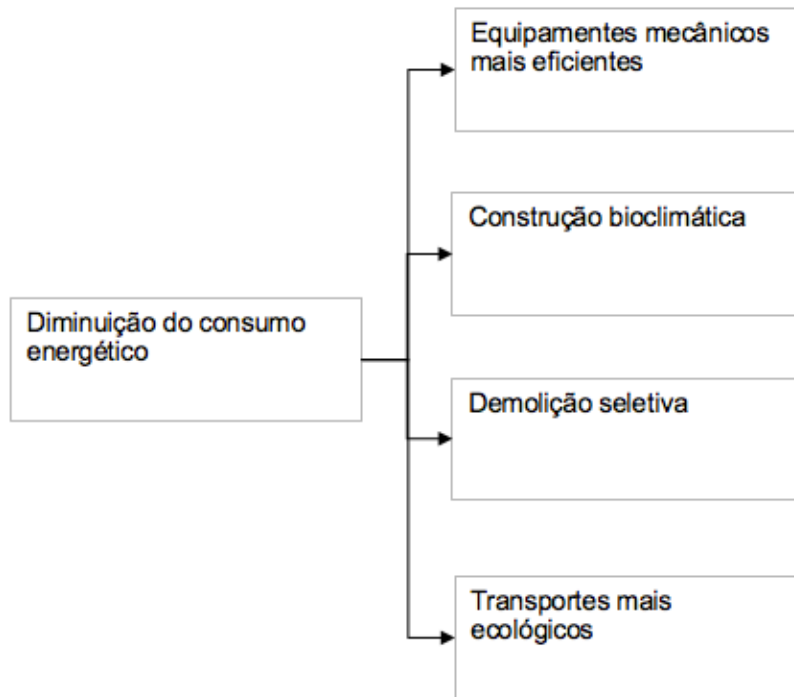 Equipamentes mecânicos
mais eficientes
Construção bioclimática
Diminuição do consumo
energético
Demolição seletiva
Transportes mais
ecológicos